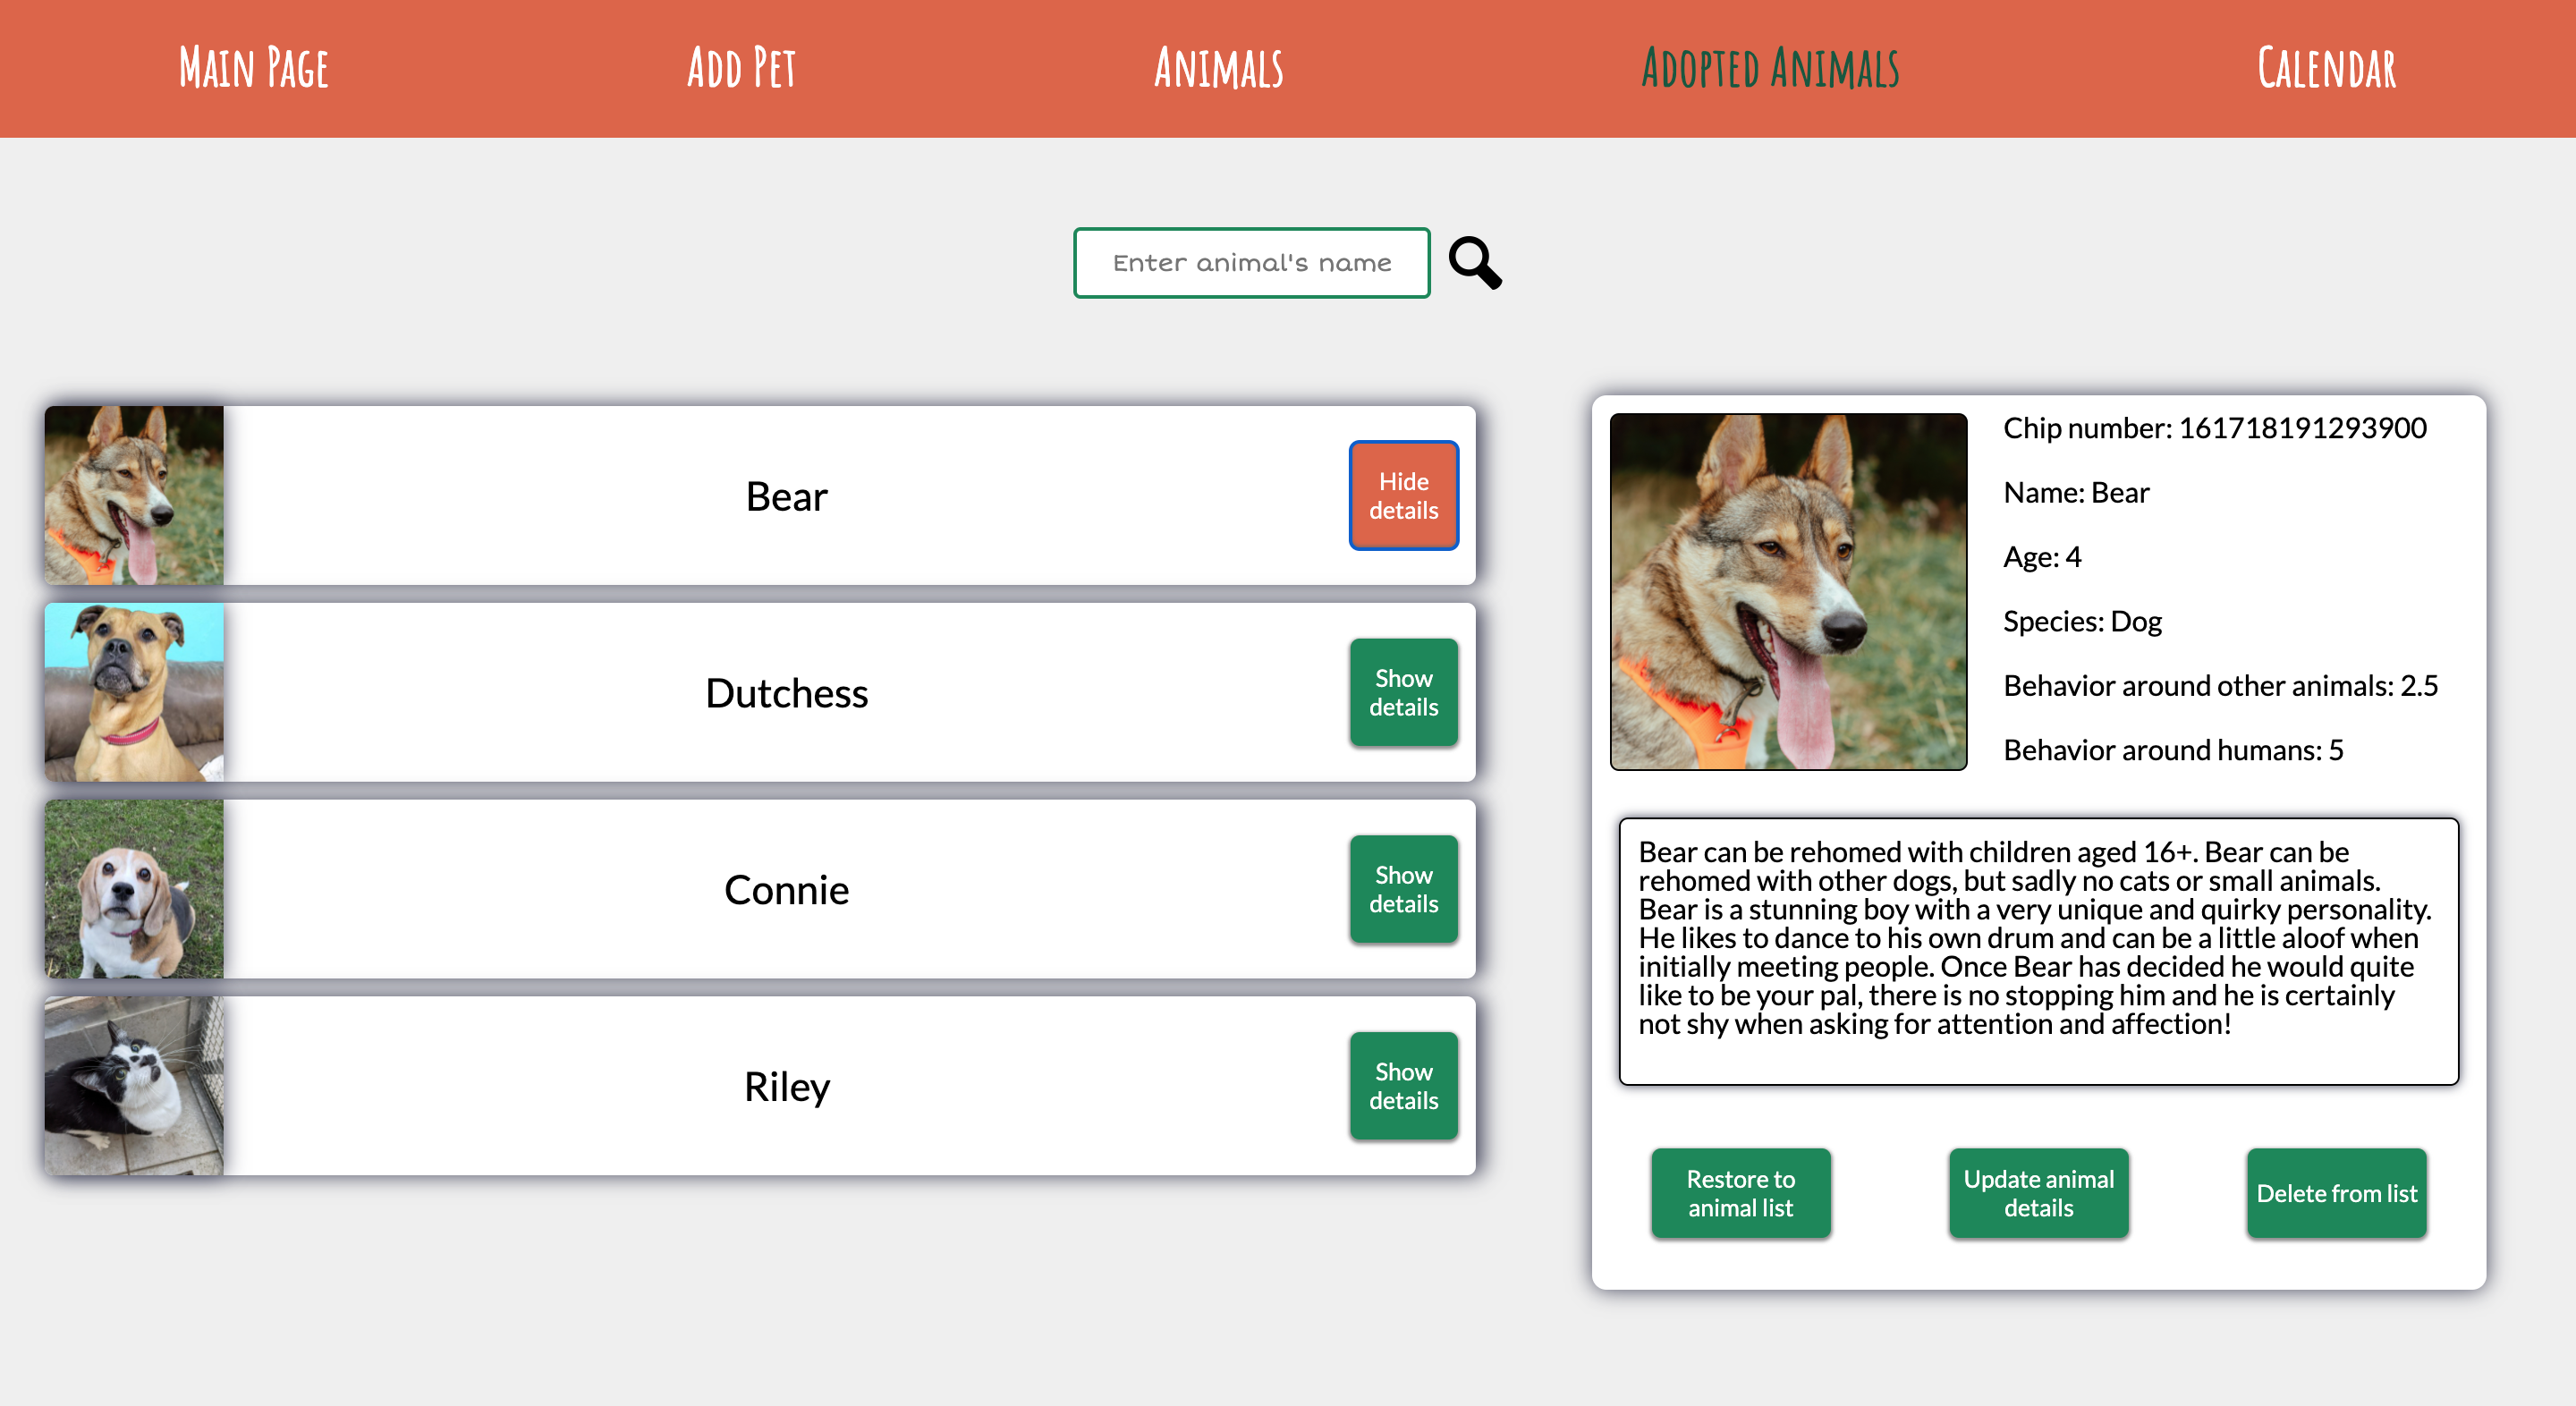 Main Page
Add Pet
Animals
Adopted Animals
Calendar
Enter animal's name
Bear
Hide
details
Dutchess
Show
details
Connie
Show
details
Riley
Show
details
Chip number: 161718191293900
Name: Bear
Age: 4
Species: Dog
Behavior around other animals: 2.5
Behavior around humans: 5
Bear can be rehomed with children aged 16+. Bear can be
rehomed with other dogs, but sadly no cats or small animals.
Bear is a stunning boy with a very unique and quirky personality.
He likes to dance to his own drum and can be a little aloof when
initially meeting people. Once Bear has decided he would quite
like to be your pal, there is no stopping him and he is certainly
not shy when asking for attention and affection!
Restore to
animal list
Update animal
details
Delete from list